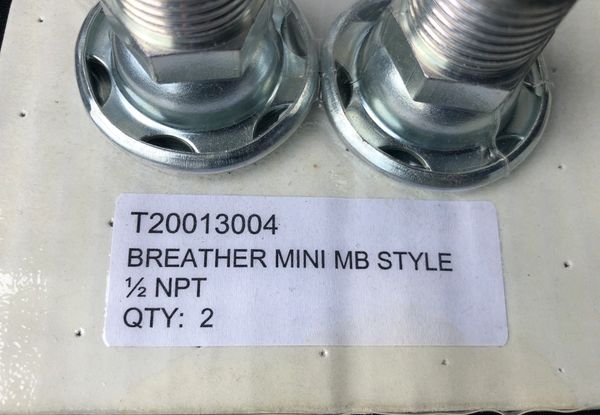 T20013004
BREATHER MINI MB STYLE
½ NPT
QTY: 2